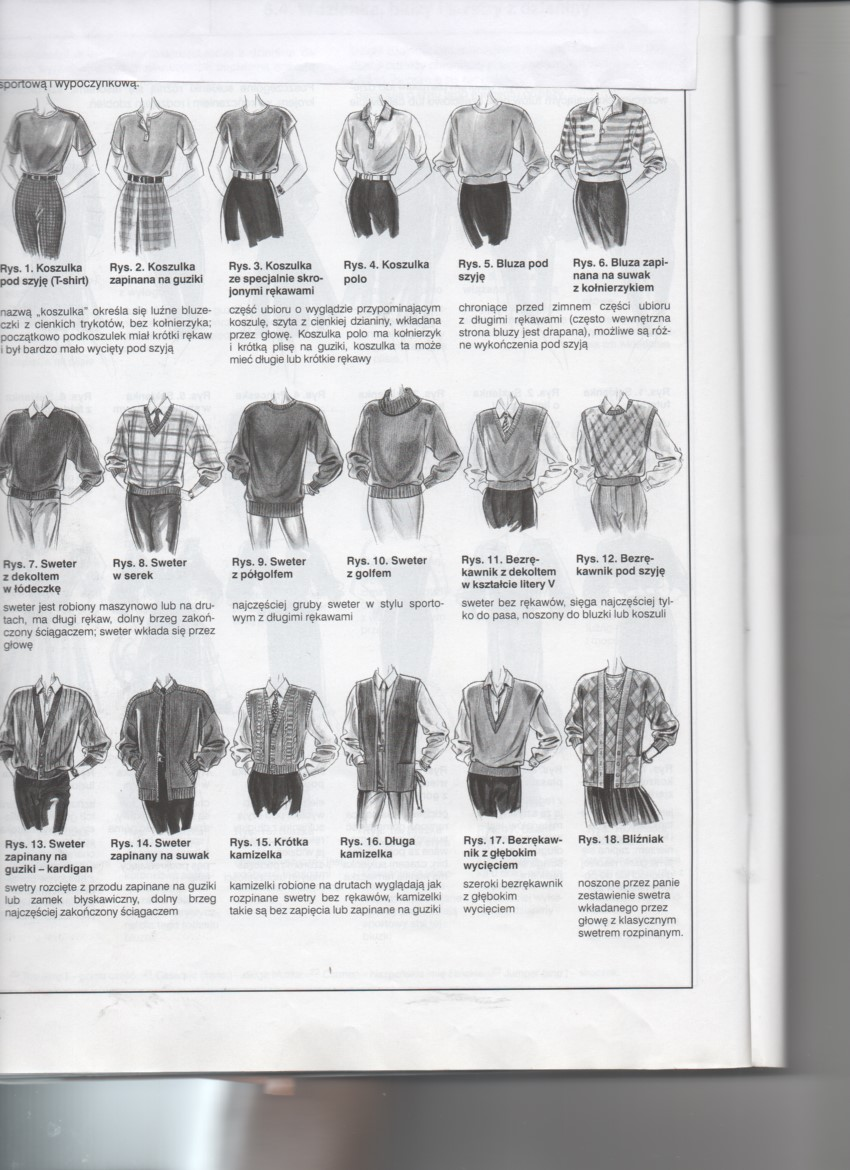 sportową i wypoczynkową.
Rys. 1. Koszulka
pod szyję (T-shirt)
Rys. 2. Koszulka
zapinana na guziki
Rys. 3. Koszulka
ze specjalnie skro-
jonymi rękawami
Rys. 4. Koszulka
polo
Rys. 5. Bluza pod
szyję
Rys. 6. Bluza zapi-
nana na suwak
z kołnierzykiem
nazwą „koszulka” określa się luźne bluze-
czki z cienkich trykotów, bez kołnierzyka;
początkowo podkoszulek miał krótki rękaw
i był bardzo mało wycięty pod szyją
część ubioru o wyglądzie przypominającym
koszulę, szyta z cienkiej dzianiny, wkładana
przez głowę. Koszulka polo ma kołnierzyk
i krótką plisę na guziki, koszulka ta może
mieć długie lub krótkie rękawy
chroniące przed zimnem części ubioru
z długimi rękawami (często wewnętrzna
strona bluzy jest drapana), możliwe są róż-
ne wykończenia pod szyją
Rys. 7. Sweter
z dekoltem
w łódeczkę
Rys. 8. Sweter
w serek
Rys. 9. Sweter
z półgolfem
Rys. 10. Sweter
z golfem
Rys. 11. Bezrę-
kawnik z dekoltem
w kształcie litery V
Rys. 12. Bezrę-
kawnik pod szyję
sweter jest robiony maszynowo lub na dru-
tach, ma długi rękaw, dolny brzeg zakoń-
czony ściągaczem; sweter wkłada się przez
głowę
najczęściej gruby sweter w stylu sporto-
wym z długimi rękawami
sweter bez rękawów, sięga najczęściej tyl-
ko do pasa, noszony do bluzki lub koszuli
Rys. 13. Sweter
zapinany na
guziki – kardigan
Rys. 14. Sweter
zapinany na suwak
Rys. 15. Krótka
kamizelka
Rys. 16. Długa
kamizelka
Rys. 17. Bezrękaw-
nik z głębokim
wycięciem
Rys. 18. Bliźniak
swetry rozcięte z przodu zapinane na guziki
lub zamek błyskawiczny, dolny brzeg
najczęściej zakończony ściągaczem
kamizelki robione na drutach wyglądają jak
rozpinane swetry bez rękawów, kamizelki
takie są bez zapięcia lub zapinane na guziki
szeroki bezrękawnik
z głębokim
wycięciem
noszone przez panie
zestawienie swetra
wkładanego przez
głowę z klasycznym
swetrem rozpinanym.